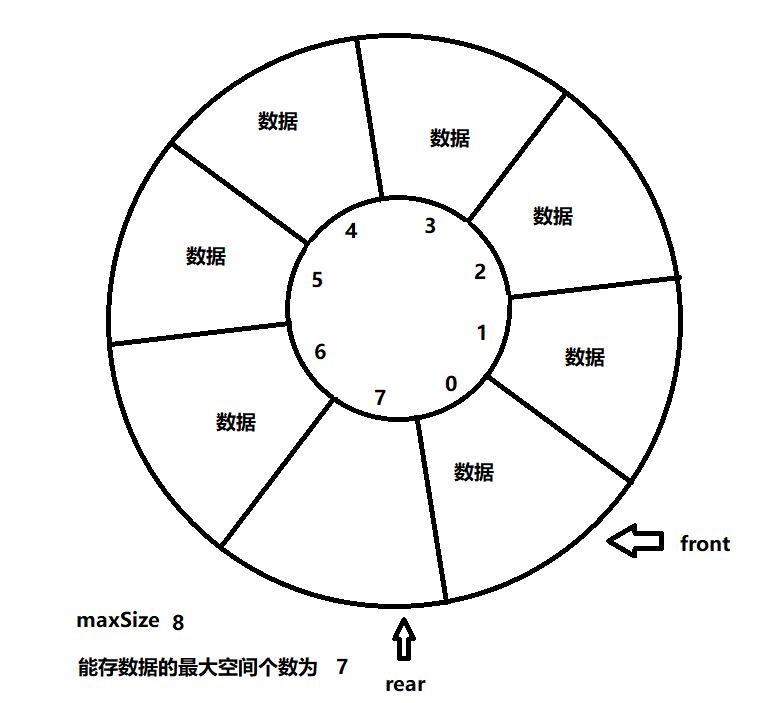 数据
数据
数据
数据
数据
数据
数据
4
3
5
2
6
1
7
0
front
maxSize 8
能存数据的最大空间个数为 7
rear